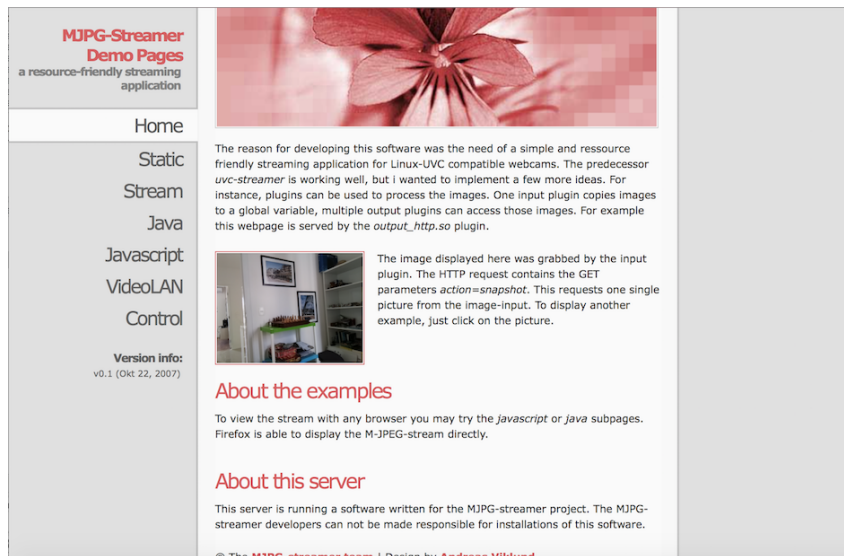 MJPG-Streamer
Demo Pages
a resource-friendly streaming
application
Home
Static
Stream
Java
Javascript
VideoLAN
Control
Version info:
v0.1 (Okt 22, 2007)
The reason for developing this software was the need of a simple and ressource
friendly streaming application for Linux-UVC compatible webcams. The predecessor
uvc-streamer is working well, but i wanted to implement a few more ideas. For
instance, plugins can be used to process the images. One input plugin copies images
to a global variable, multiple output plugins can access those images. For example
this webpage is served by the output_http.so plugin.
The image displayed here was grabbed by the input
plugin. The HTTP request contains the GET
parameters action=snapshot. This requests one single
picture from the image-input. To display another
example, just click on the picture.
About the examples
To view the stream with any browser you may try the javascript or java subpages.
Firefox is able to display the M-JPEG-stream directly.
About this server
This server is running a software written for the MJPG-streamer project. The MJPG-
streamer developers can not be made responsible for installations of this software.
© The MJPG-streamer team | Design by Andreas Viklund